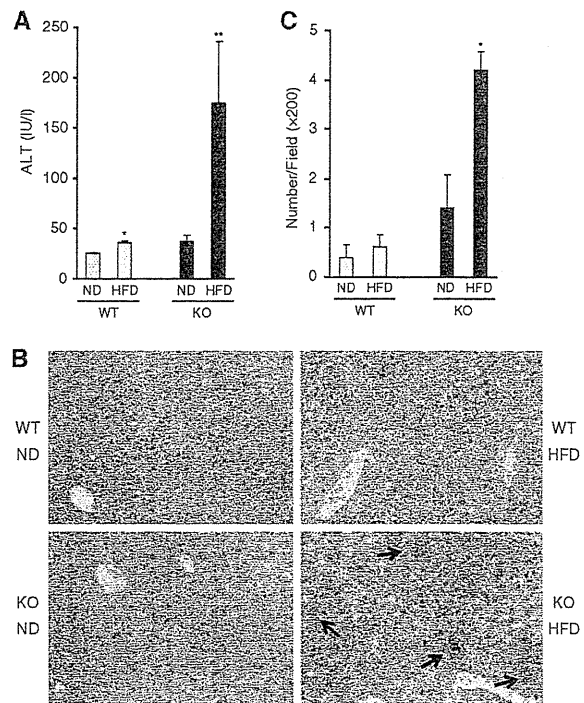 A
ALT (IU/l)
250
200
150
100
50
0
*
**
ND HFD ND HFD
WT KO
C
Number/Field (x200)
5
4
3
2
1
0
*
ND HFD ND HFD
WT KO
B
WT
ND
WT
HFD
KO
ND
KO
HFD